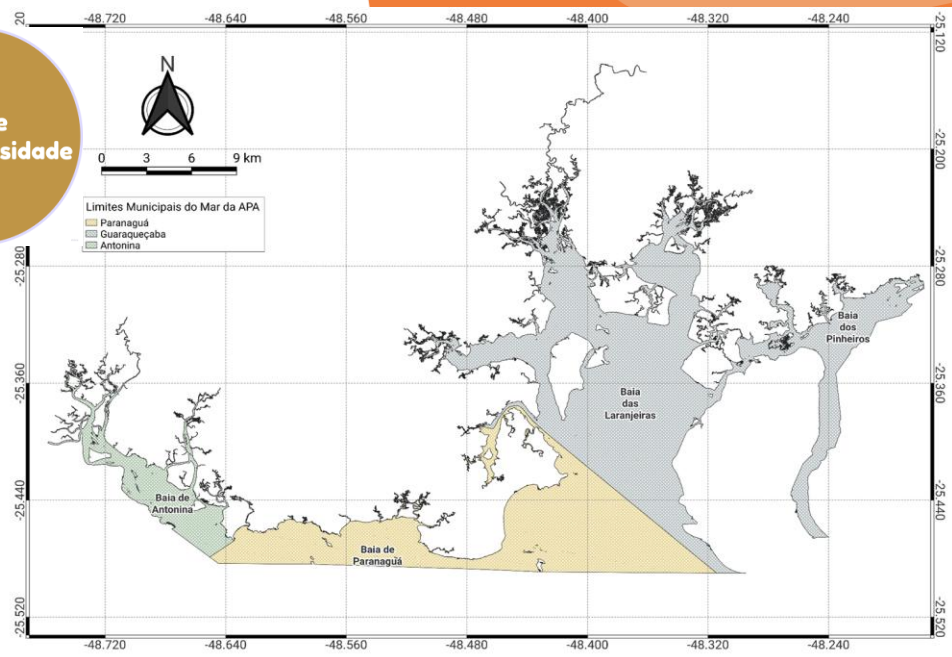 -48.720 -48.640 -48.560 -48.480 -48.400 -48.320 -48.240
20
-25.120
N
0 3 6 9 km
-25.200
Limites Municipais do Mar da APA
Paranaguá
Guaraqueçaba
Antonina
-25.280
-25.280
Baia
dos
Pinheiros
-25.360
-25.360
Baia
das
Laranjeiras
-25.440
-25.440
Baia de
Antonina
Baia de
Paranaguá
-25.520
-25.520
-48.720 -48.640 -48.560 -48.480 -48.400 -48.320 -48.240